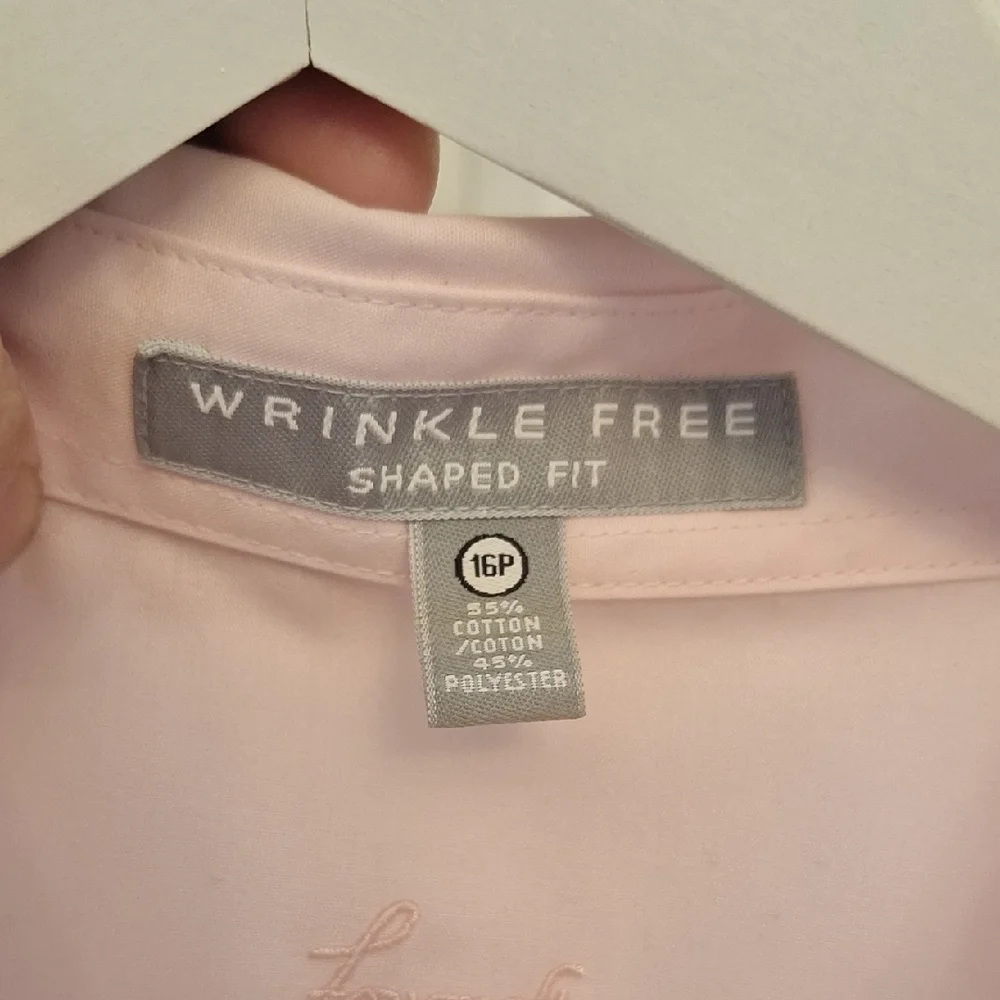 WRINKLE FREE
SHAPED FIT
16P
55%
COTTON
/COTON
45%
POLYESTER